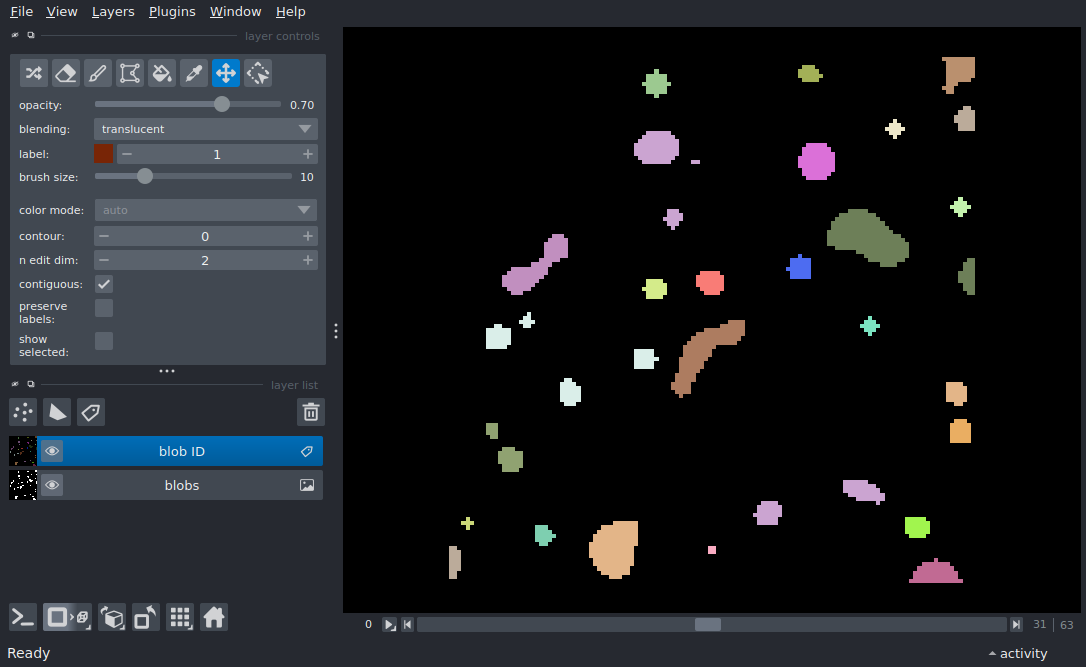 File View Layers Plugins Window Help
layer controls
opacity: 0.70
blending: translucent
label: 1
brush size: 10
color mode: auto
contour: 0
n edit dim: 2
contiguous:
preserve
labels:
show
selected:
layer list
blob ID
blobs
0 31 63
Ready activity